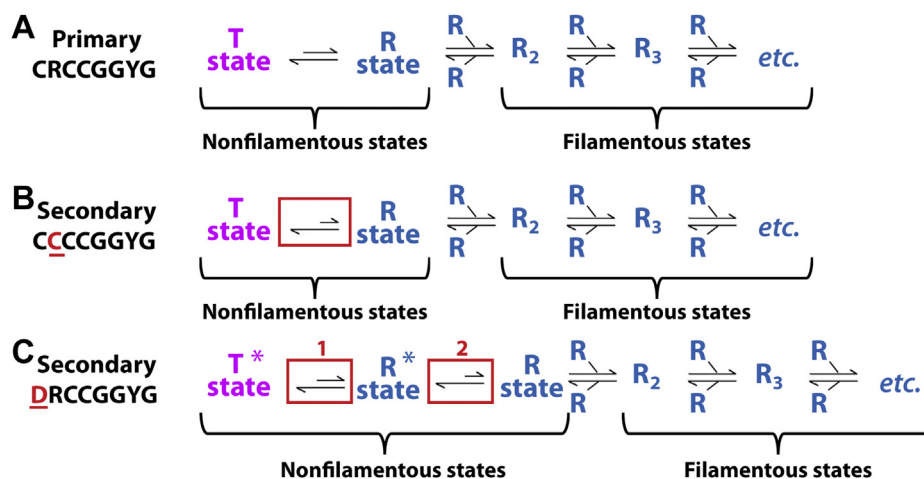 A
Primary
CRCCGGYG
T
state
R
state
R
R
R₂
R
R
R₃
R
R
etc.
Nonfilamentous states
Filamentous states
B
Secondary
CCCCGGYG
T
state
R
state
R
R
R₂
R
R
R₃
R
R
etc.
Nonfilamentous states
Filamentous states
C
Secondary
DRCCGGYG
T*
state
1
R*
state
2
R
state
R
R
R₂
R
R
R₃
R
R
etc.
Nonfilamentous states
Filamentous states